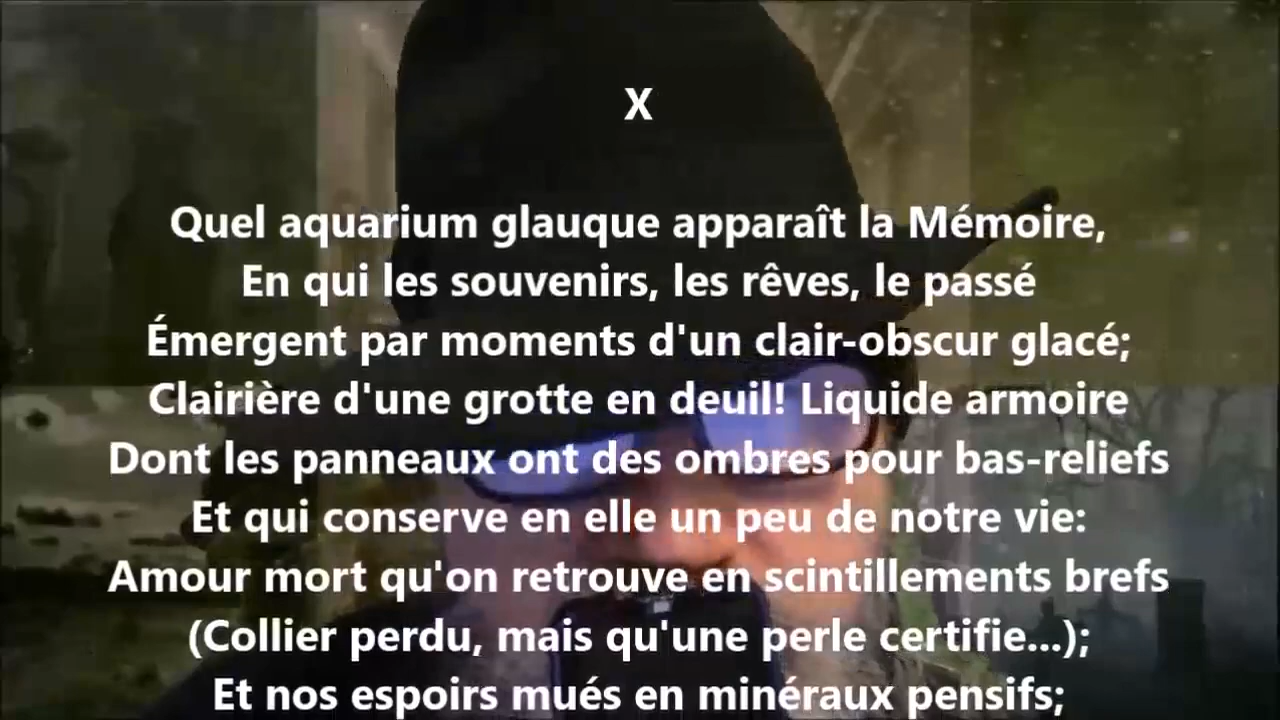 X
Quel aquarium glauque apparaît la Mémoire,
En qui les souvenirs, les rêves, le passé
Émergent par moments d'un clair-obscur glacé;
Clairière d'une grotte en deuil! Liquide armoire
Dont les panneaux ont des ombres pour bas-reliefs
Et qui conserve en elle un peu de notre vie:
Amour mort qu'on retrouve en scintillements brefs
(Collier perdu, mais qu'une perle certifie...);
Et nos espoirs mués en minéraux pensifs;